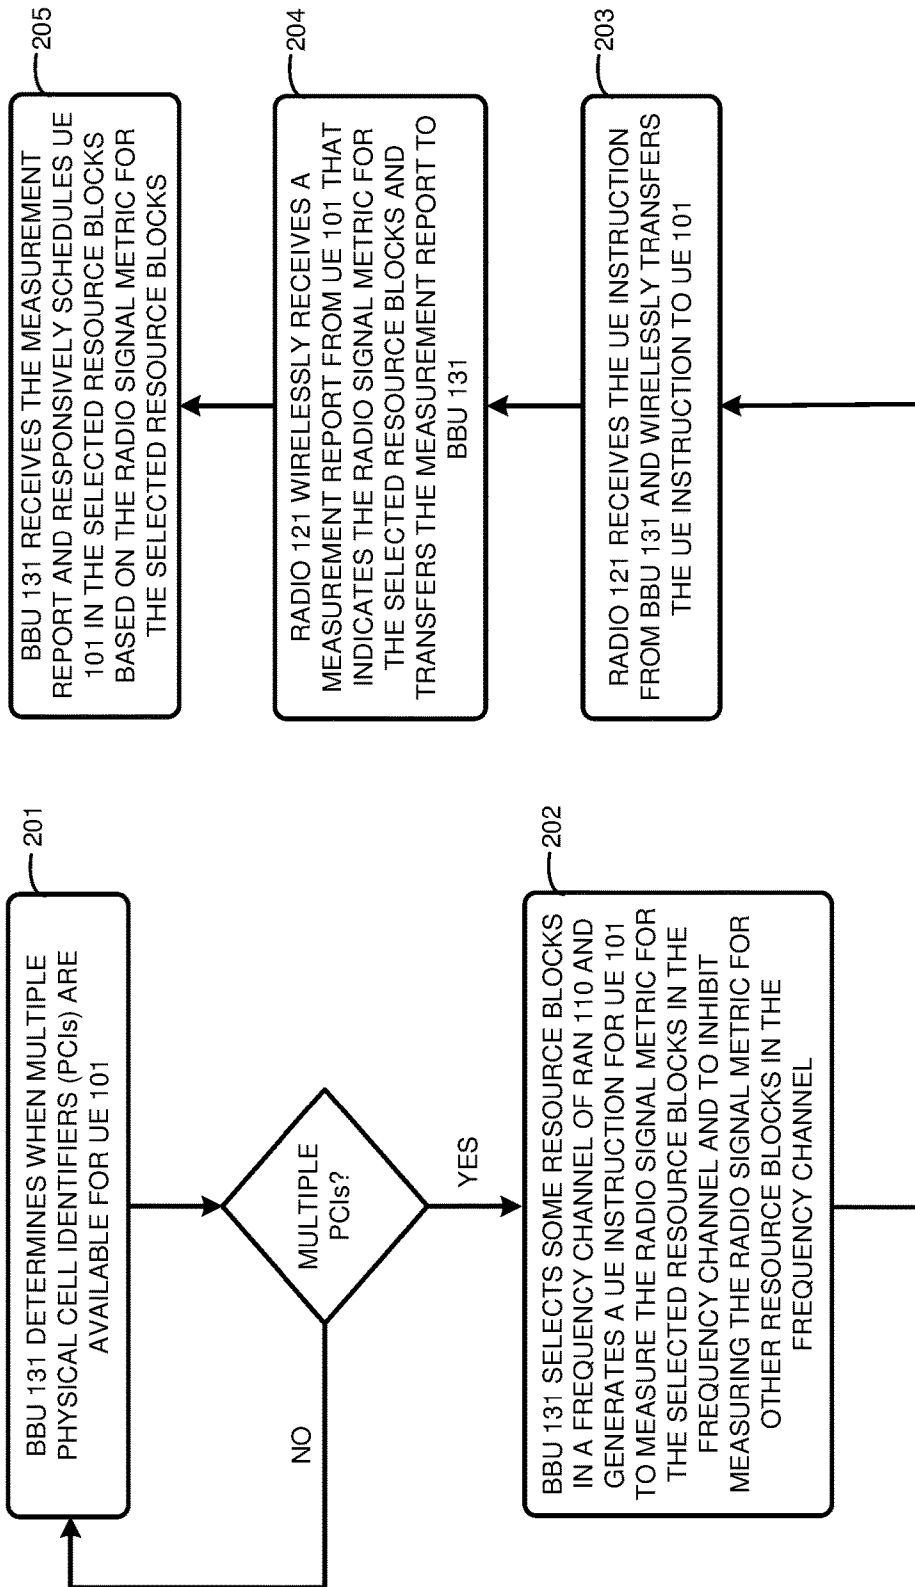 201
BBU 131 DETERMINES WHEN MULTIPLE
PHYSICAL CELL IDENTIFIERS (PCIs) ARE
AVAILABLE FOR UE 101
MULTIPLE
PCIs?
NO
YES
202
BBU 131 SELECTS SOME RESOURCE BLOCKS
IN A FREQUENCY CHANNEL OF RAN 110 AND
GENERATES A UE INSTRUCTION FOR UE 101
TO MEASURE THE RADIO SIGNAL METRIC FOR
THE SELECTED RESOURCE BLOCKS IN THE
FREQUENCY CHANNEL AND TO INHIBIT
MEASURING THE RADIO SIGNAL METRIC FOR
OTHER RESOURCE BLOCKS IN THE
FREQUENCY CHANNEL
203
RADIO 121 RECEIVES THE UE INSTRUCTION
FROM BBU 131 AND WIRELESSLY TRANSFERS
THE UE INSTRUCTION TO UE 101
204
RADIO 121 WIRELESSLY RECEIVES A
MEASUREMENT REPORT FROM UE 101 THAT
INDICATES THE RADIO SIGNAL METRIC FOR
THE SELECTED RESOURCE BLOCKS AND
TRANSFERS THE MEASUREMENT REPORT TO
BBU 131
205
BBU 131 RECEIVES THE MEASUREMENT
REPORT AND RESPONSIVELY SCHEDULES UE
101 IN THE SELECTED RESOURCE BLOCKS
BASED ON THE RADIO SIGNAL METRIC FOR
THE SELECTED RESOURCE BLOCKS